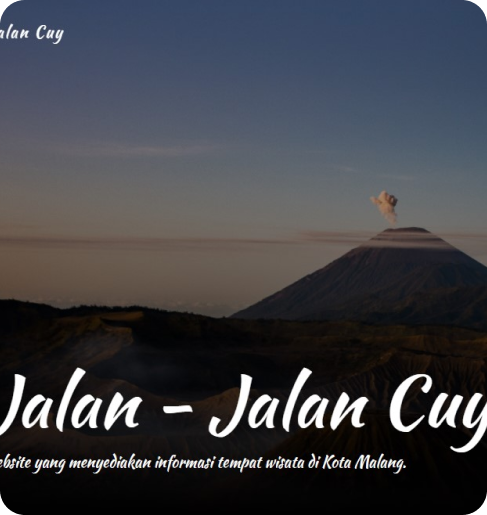 alan Cuy
Jalan - Jalan Cuy
ebsite yang menyediakan informasi tempat wisata di Kota Malang.